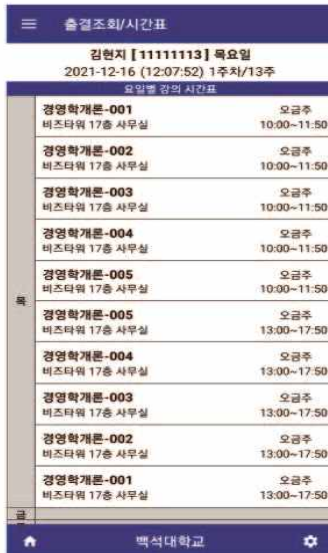 출결조회/시간표
김현지 [11111113] 목요일
2021-12-16 (12:07:52) 1주차/13주
요일별 강의 시간표
목
경영학개론-001 오금주
비즈타워 17층 사무실 10:00~11:50
경영학개론-002 오금주
비즈타워 17층 사무실 10:00~11:50
경영학개론-003 오금주
비즈타워 17층 사무실 10:00~11:50
경영학개론-004 오금주
비즈타워 17층 사무실 10:00~11:50
경영학개론-005 오금주
비즈타워 17층 사무실 10:00~11:50
경영학개론-005 오금주
비즈타워 17층 사무실 13:00~17:50
경영학개론-004 오금주
비즈타워 17층 사무실 13:00~17:50
경영학개론-003 오금주
비즈타워 17층 사무실 13:00~17:50
경영학개론-002 오금주
비즈타워 17층 사무실 13:00~17:50
경영학개론-001 오금주
비즈타워 17층 사무실 13:00~17:50
금
백석대학교